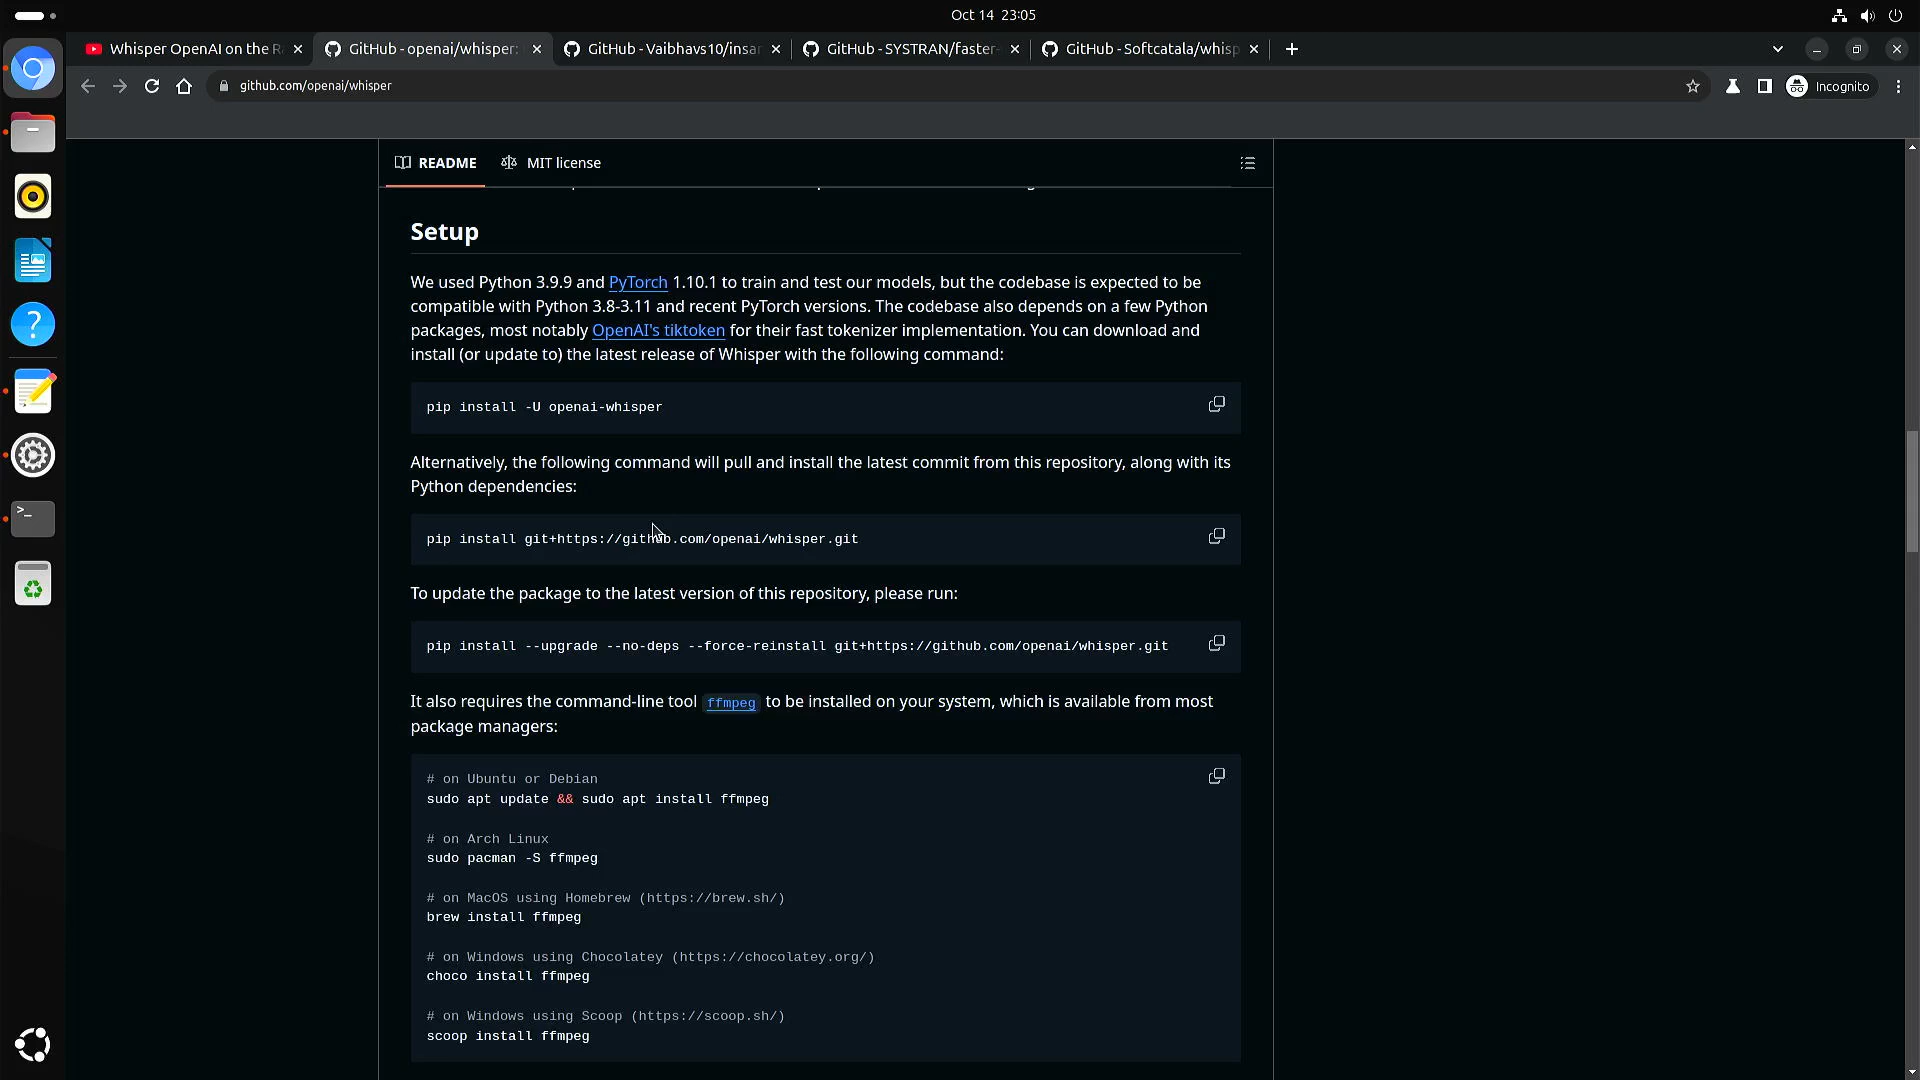 Oct 14 23:05
Whisper OpenAI on the R
GitHub - openai/whisper:
GitHub - Vaibhavs10/insan
GitHub - SYSTRAN/faster-
GitHub - Softcatala/whisp
github.com/openai/whisper
Incognito
README
MIT license
Setup
We used Python 3.9.9 and PyTorch 1.10.1 to train and test our models, but the codebase is expected to be
compatible with Python 3.8-3.11 and recent PyTorch versions. The codebase also depends on a few Python
packages, most notably OpenAI's tiktoken for their fast tokenizer implementation. You can download and
install (or update to) the latest release of Whisper with the following command:
pip install -U openai-whisper
Alternatively, the following command will pull and install the latest commit from this repository, along with its
Python dependencies:
pip install git+https://github.com/openai/whisper.git
To update the package to the latest version of this repository, please run:
pip install --upgrade --no-deps --force-reinstall git+https://github.com/openai/whisper.git
It also requires the command-line tool ffmpeg to be installed on your system, which is available from most
package managers:
# on Ubuntu or Debian
sudo apt update && sudo apt install ffmpeg
# on Arch Linux
sudo pacman -S ffmpeg
# on MacOS using Homebrew (https://brew.sh/)
brew install ffmpeg
# on Windows using Chocolatey (https://chocolatey.org/)
choco install ffmpeg
# on Windows using Scoop (https://scoop.sh/)
scoop install ffmpeg